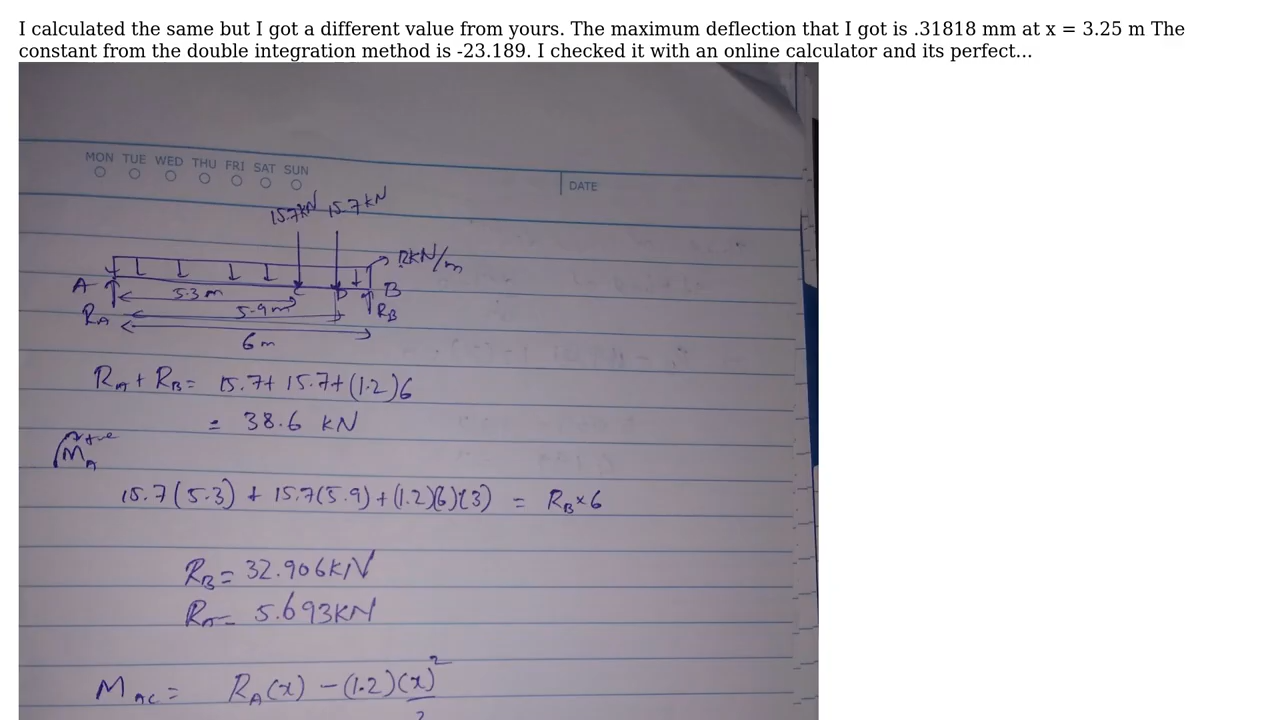 I calculated the same but I got a different value from yours. The maximum deflection that I got is .31818 mm at x = 3.25 m The
constant from the double integration method is -23.189. I checked it with an online calculator and its perfect...
MON TUE WED THU FRI SAT SUN
DATE
15.7kN 15.7kN
2kN/m
A 5.3m C D B
5.9m
RA RB
6m
RA + RB = 15.7+ 15.7+(1.2)6
= 38.6 KN
MA +ve
15.7(5.3) + 15.7(5.9)+(1.2)(6)(3) = RB×6
RB= 32.906KN
RA= 5.693KN
MAC = RA(x) - (1.2)(x)²
2